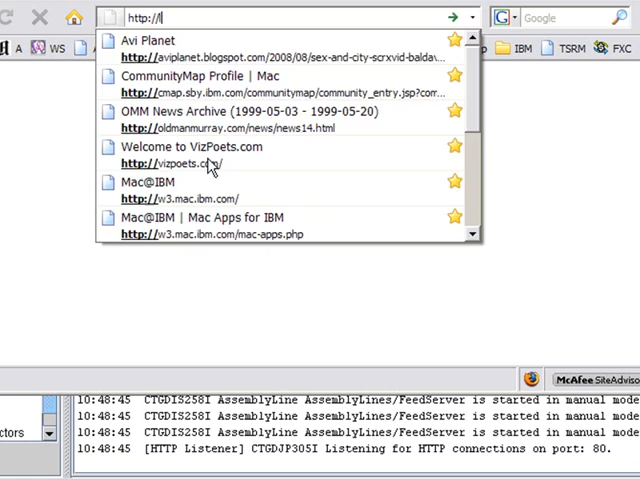 http://l
Google
A
WS
IBM
TSRM
FXC
Avi Planet
http://aviplanet.blogspot.com/2008/08/sex-and-city-scrxvid-baldav...
CommunityMap Profile | Mac
http://cmap.sby.ibm.com/communitymap/community_entry.jsp?com...
OMM News Archive (1999-05-03 - 1999-05-20)
http://oldmanmurray.com/news/news14.html
Welcome to VizPoets.com
http://vizpoets.com/
Mac@IBM
http://w3.mac.ibm.com/
Mac@IBM | Mac Apps for IBM
http://w3.mac.ibm.com/mac-apps.php
McAfee SiteAdviso
10:48:45 CTGDIS258I AssemblyLine AssemblyLines/FeedServer is started in manual mode
10:48:45 CTGDIS258I AssemblyLine AssemblyLines/FeedServer is started in manual mode
ctors
10:48:45 CTGDIS258I AssemblyLine AssemblyLines/FeedServer is started in manual mode
10:48:45 [HTTP Listener] CTGDJP305I Listening for HTTP connections on port: 80.